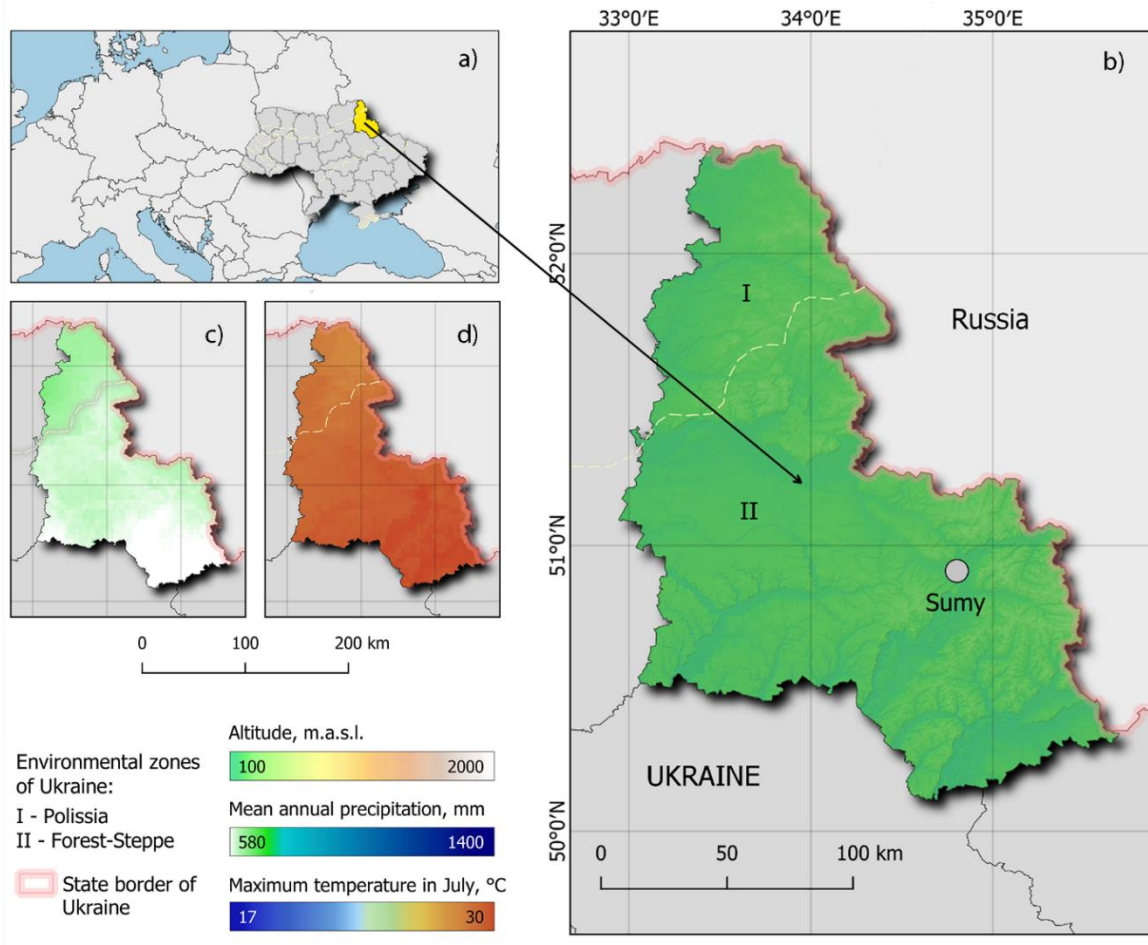 a)
33°0'E 34°0'E 35°0'E
b)
52°0'N
I
Russia
II
51°0'N
Sumy
UKRAINE
50°0'N
0 50 100 km
c)
d)
0 100 200 km
Environmental zones
of Ukraine:
I - Polissia
II - Forest-Steppe
State border of
Ukraine
Altitude, m.a.s.l.
100 2000
Mean annual precipitation, mm
580 1400
Maximum temperature in July, °C
17 30